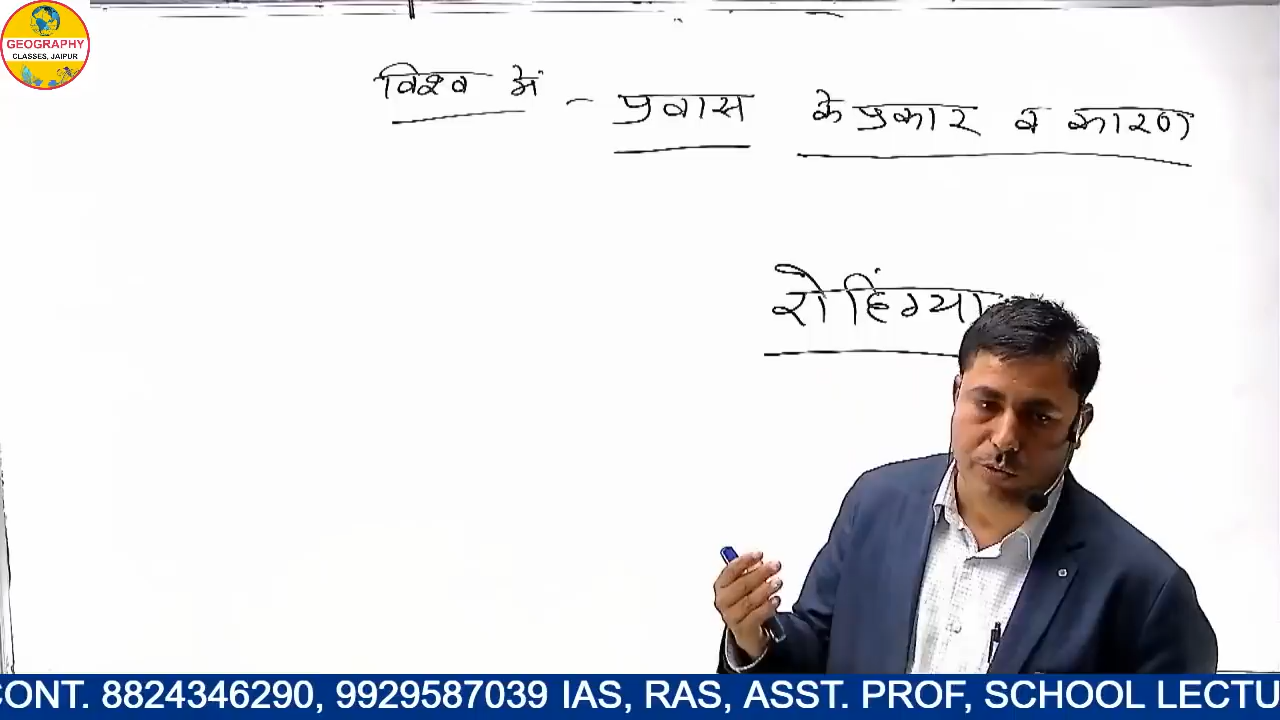 GEOGRAPHY
CLASSES, JAIPUR
विश्व में - प्रवास के प्रकार व कारण
रोहिंग्या
CONT. 8824346290, 9929587039 IAS, RAS, ASST. PROF, SCHOOL LECTU